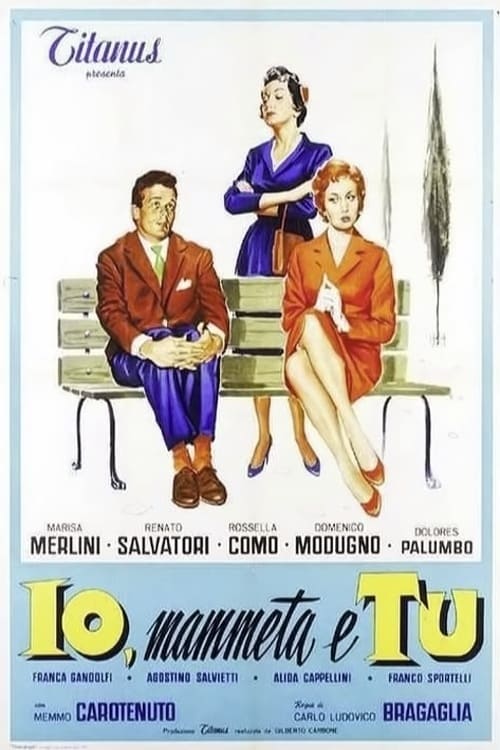 Titanus
presenta
MARISA RENATO ROSSELLA DOMENICO DOLORES
MERLINI · SALVATORI · COMO · MODUGNO · PALUMBO
Io, mammeta e Tu
FRANCA GANDOLFI • AGOSTINO SALVIETTI • ALIDA CAPPELLINI • FRANCO SPORTELLI
con Regia di
MEMMO CAROTENUTO CARLO LUDOVICO BRAGAGLIA
Produzione Titanus realizzata da GILBERTO CARBONE